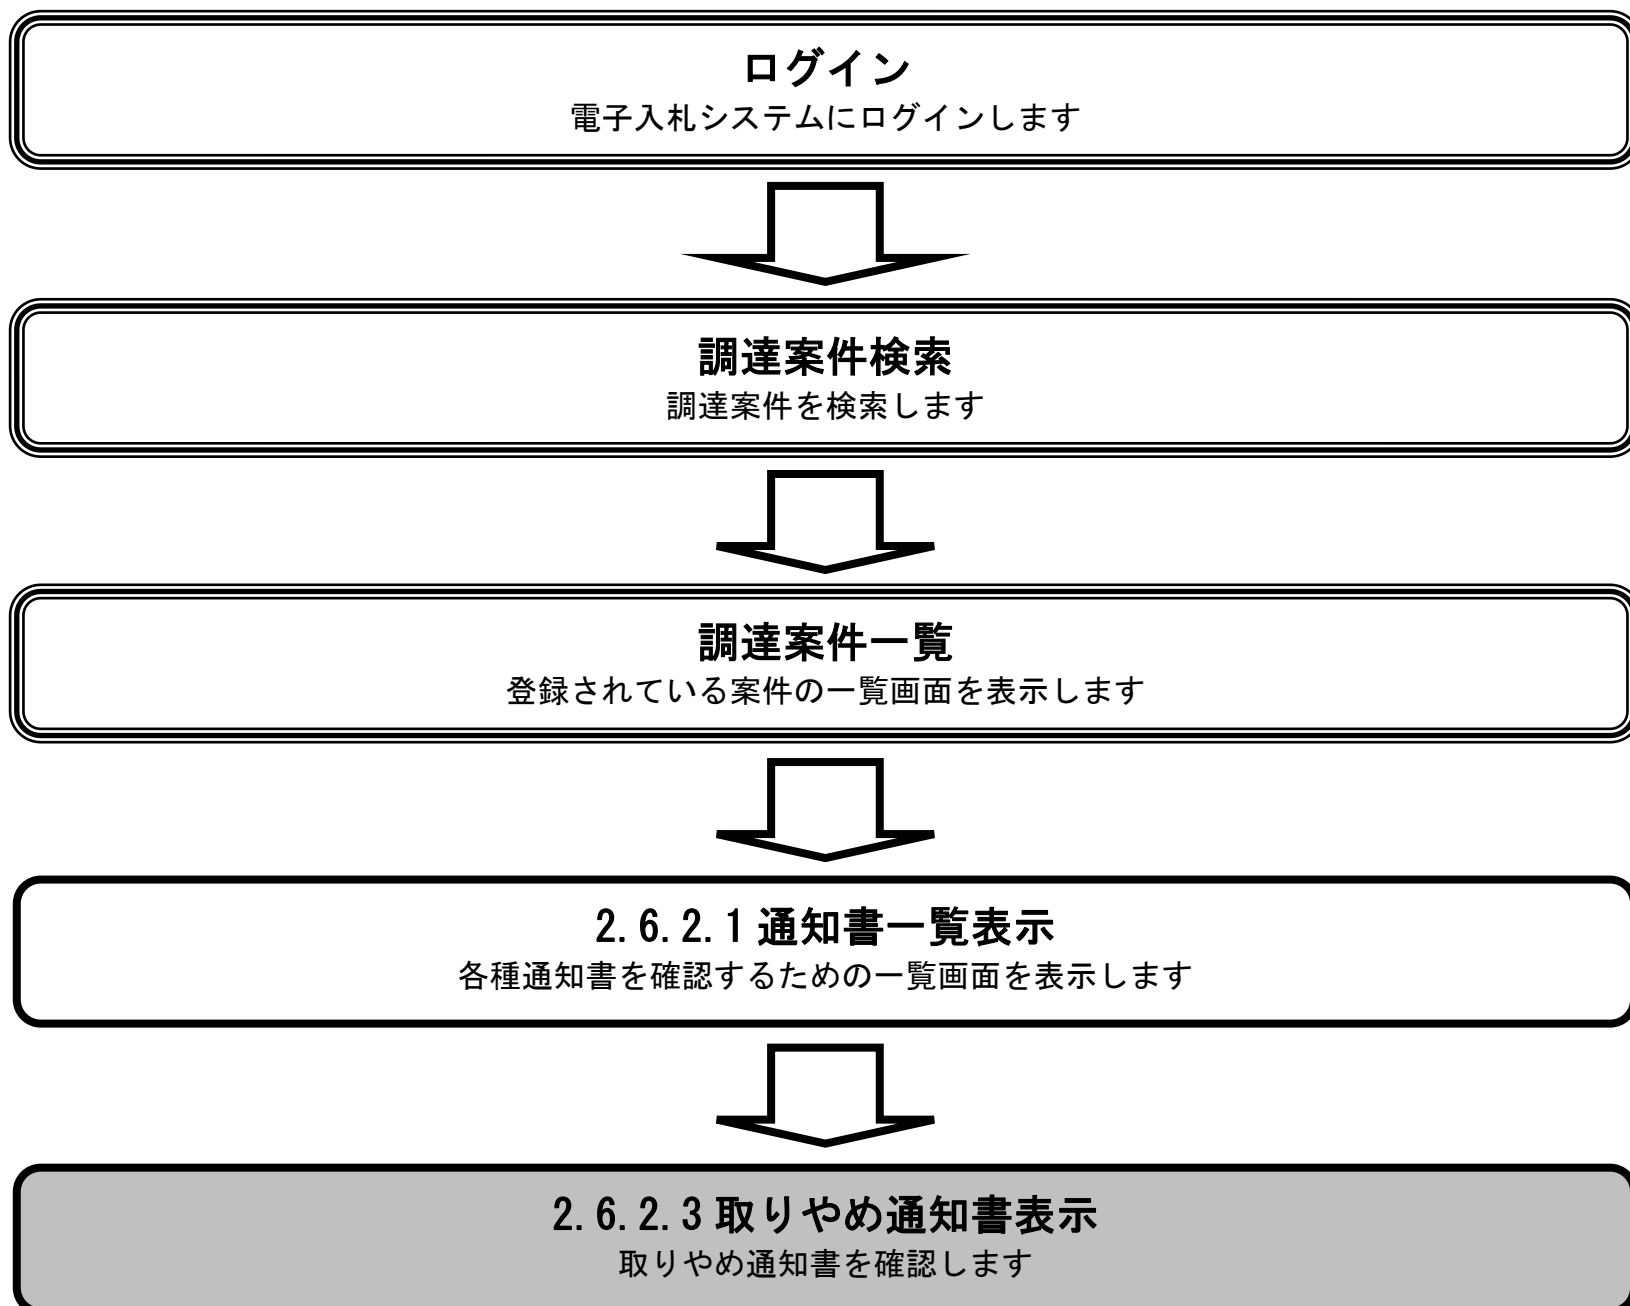 ログイン
電子入札システムにログインします
調達案件検索
調達案件を検索します
調達案件一覧
登録されている案件の一覧画面を表示します
2.6.2.1 通知書一覧表示
各種通知書を確認するための一覧画面を表示します
2.6.2.3 取りやめ通知書表示
取りやめ通知書を確認します